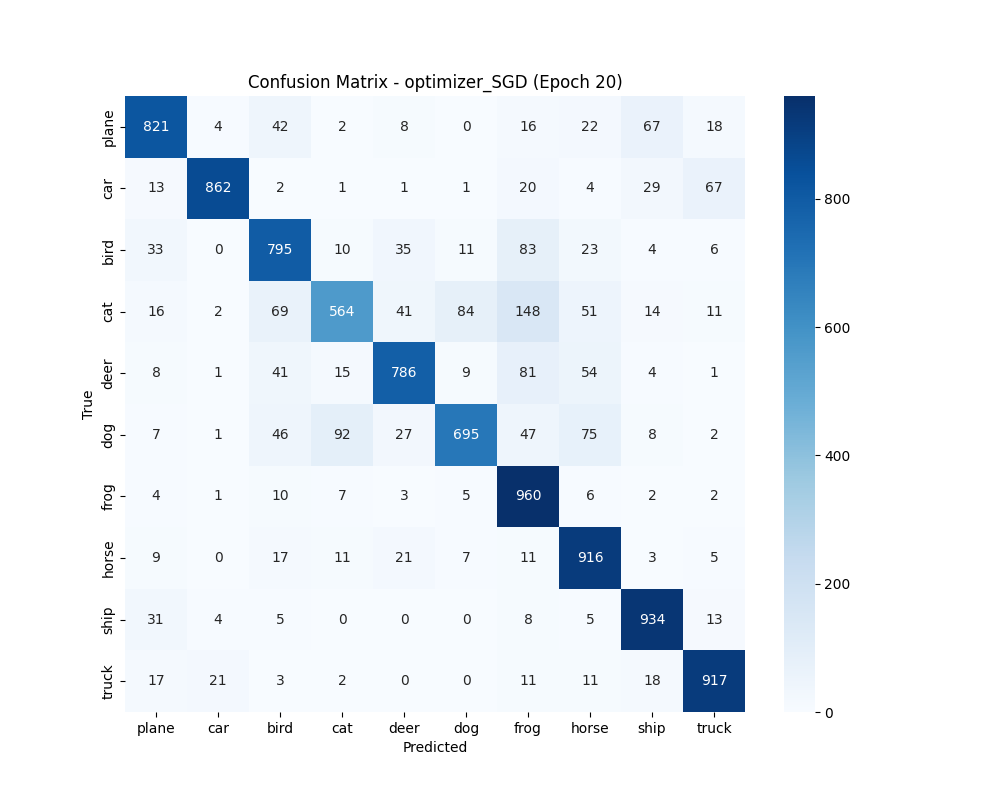 Confusion Matrix - optimizer_SGD (Epoch 20)
True
plane 821 4 42 2 8 0 16 22 67 18
car 13 862 2 1 1 1 20 4 29 67
bird 33 0 795 10 35 11 83 23 4 6
cat 16 2 69 564 41 84 148 51 14 11
deer 8 1 41 15 786 9 81 54 4 1
dog 7 1 46 92 27 695 47 75 8 2
frog 4 1 10 7 3 5 960 6 2 2
horse 9 0 17 11 21 7 11 916 3 5
ship 31 4 5 0 0 0 8 5 934 13
truck 17 21 3 2 0 0 11 11 18 917
plane car bird cat deer dog frog horse ship truck
Predicted
800
600
400
200
0